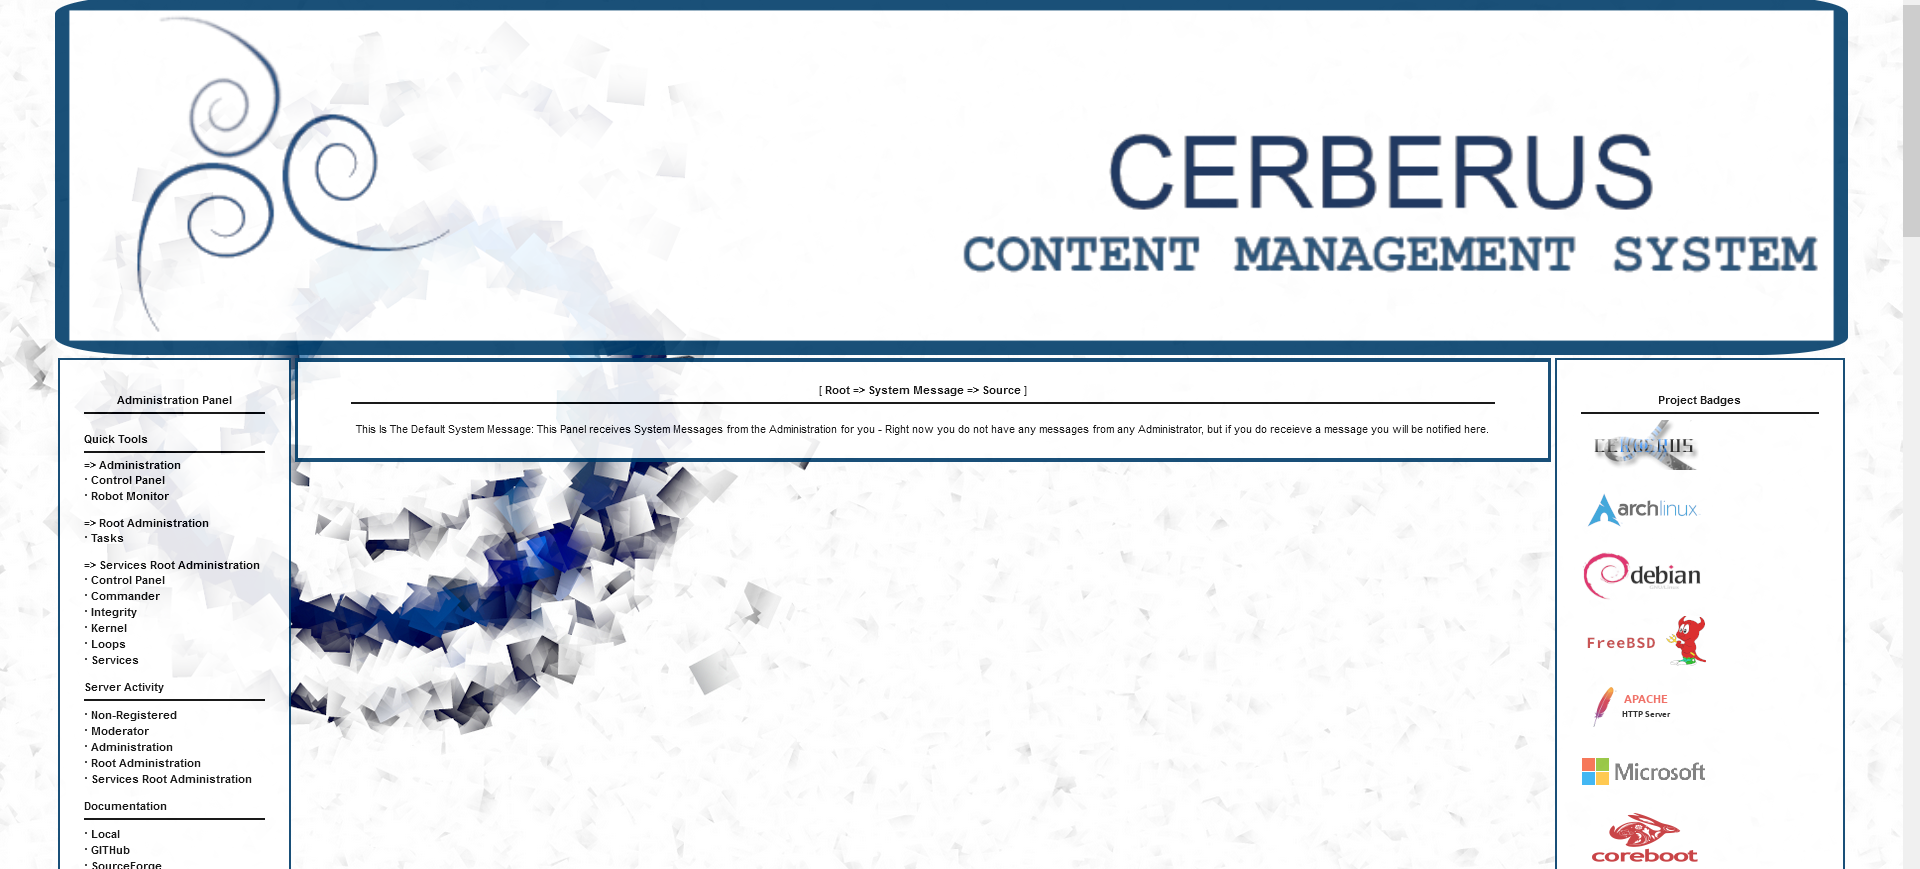 CERBERUS
CONTENT MANAGEMENT SYSTEM
Administration Panel
Quick Tools
=> Administration
· Control Panel
· Robot Monitor
=> Root Administration
· Tasks
=> Services Root Administration
· Control Panel
· Commander
· Integrity
· Kernel
· Loops
· Services
Server Activity
· Non-Registered
· Moderator
· Administration
· Root Administration
· Services Root Administration
Documentation
· Local
· GITHub
· SourceForge
[ Root => System Message => Source ]
This Is The Default System Message: This Panel receives System Messages from the Administration for you - Right now you do not have any messages from any Administrator, but if you do receieve a message you will be notified here.
Project Badges
CERBERUS
archlinux
debian
FreeBSD
APACHE
HTTP Server
Microsoft
coreboot